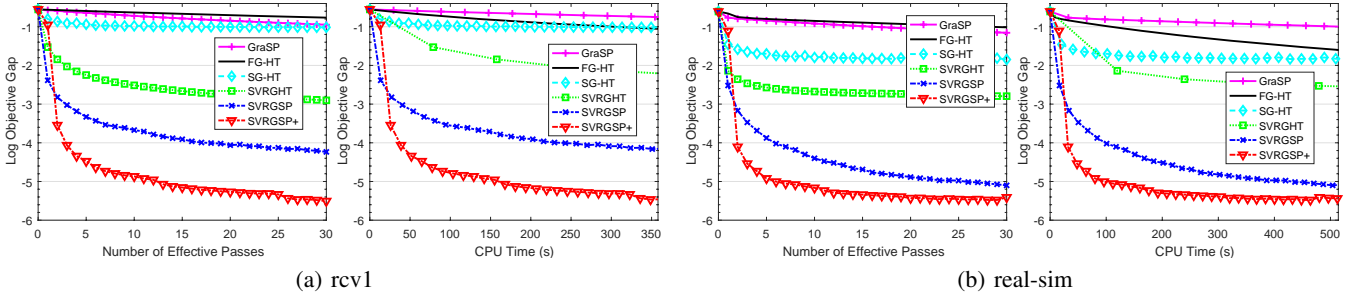 Log Objective Gap
-1
-2
-3
-4
-5
-6
GraSP
FG-HT
SG-HT
SVRGHT
SVRGSP
SVRGSP+
0 5 10 15 20 25 30
Number of Effective Passes
Log Objective Gap
-1
-2
-3
-4
-5
-6
GraSP
FG-HT
SG-HT
SVRGHT
SVRGSP
SVRGSP+
0 50 100 150 200 250 300 350
CPU Time (s)
(a) rcv1
Log Objective Gap
-1
-2
-3
-4
-5
-6
GraSP
FG-HT
SG-HT
SVRGHT
SVRGSP
SVRGSP+
0 5 10 15 20 25 30
Number of Effective Passes
Log Objective Gap
-1
-2
-3
-4
-5
-6
GraSP
FG-HT
SG-HT
SVRGHT
SVRGSP
SVRGSP+
0 100 200 300 400 500
CPU Time (s)
(b) real-sim